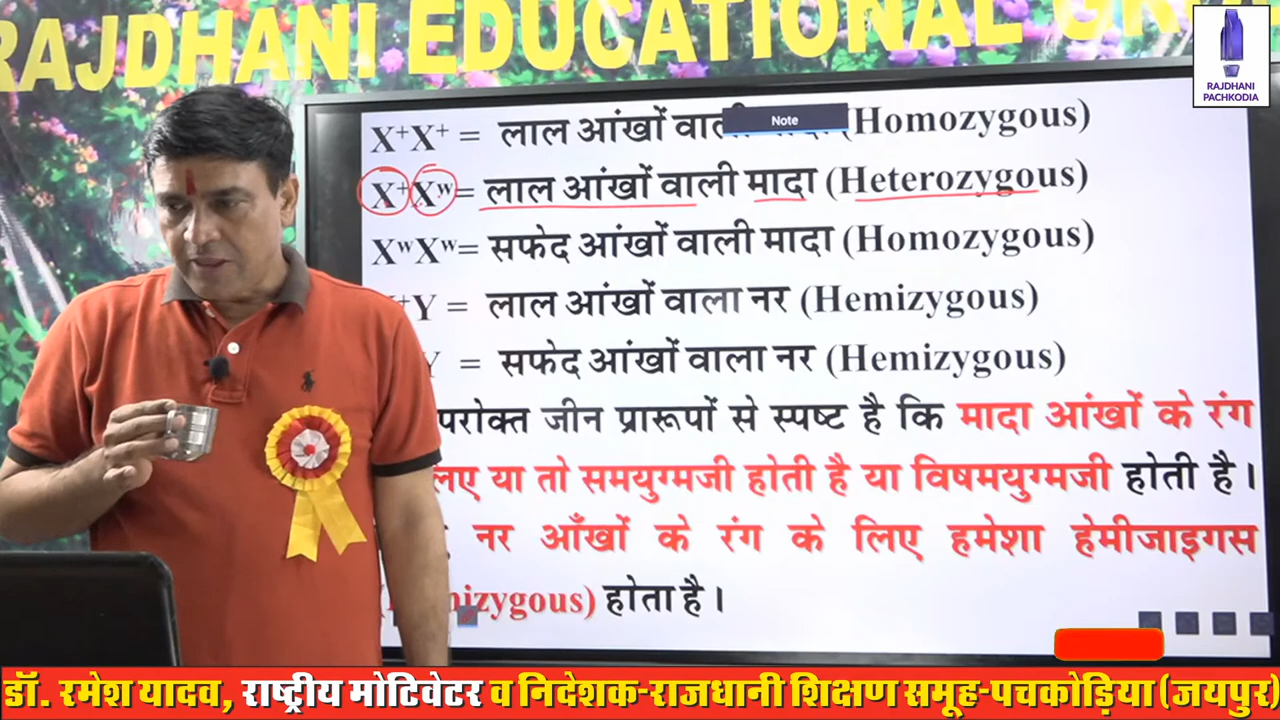 RAJDHANI EDUCATIONAL
RAJDHANI
PACHKODIA
Note
X⁺X⁺ = लाल आंखों (Homozygous)
X⁺Xʷ= लाल आंखों वाली मादा (Heterozygous)
XʷXʷ= सफेद आंखों वाली मादा (Homozygous)
Y = लाल आंखों वाला नर (Hemizygous)
Y = सफेद आंखों वाला नर (Hemizygous)
परोक्त जीन प्रारूपों से स्पष्ट है कि मादा आंखों के रंग
लिए या तो समयुग्मजी होती है या विषमयुग्मजी होती है।
नर आँखों के रंग के लिए हमेशा हेमीजाइगस
होता है।
डॉ. रमेश यादव, राष्ट्रीय मोटिवेटर व निदेशक-राजधानी शिक्षण समूह-पचकोड़िया (जयपुर)